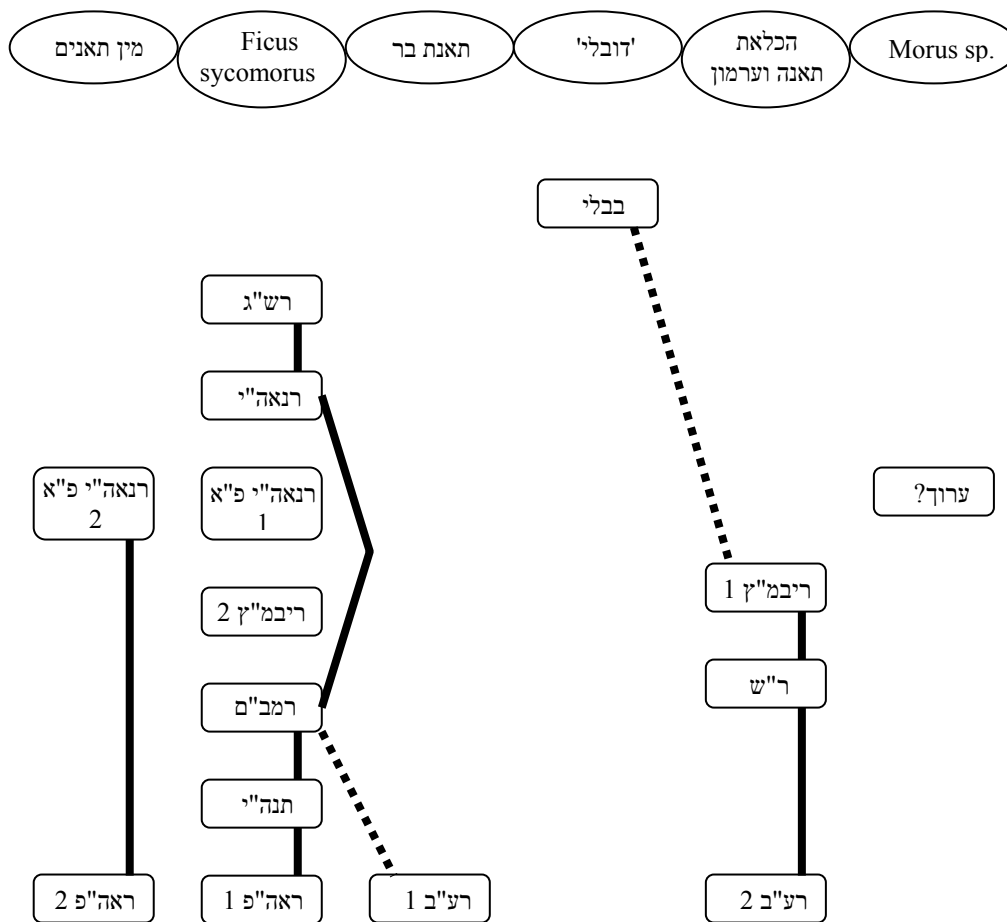 מין תאנים
Ficus
sycomorus
תאנת בר
'דובלי'
הכלאת
תאנה וערמון
Morus sp.
בבלי
רש"ג
רנאה"י
רנאה"י פ"א
2
רנאה"י פ"א
1
ערוך?
ריבמ"ץ 1
ריבמ"ץ 2
ר"ש
רמב"ם
תנה"י
ראה"פ 2
ראה"פ 1
רע"ב 1
רע"ב 2